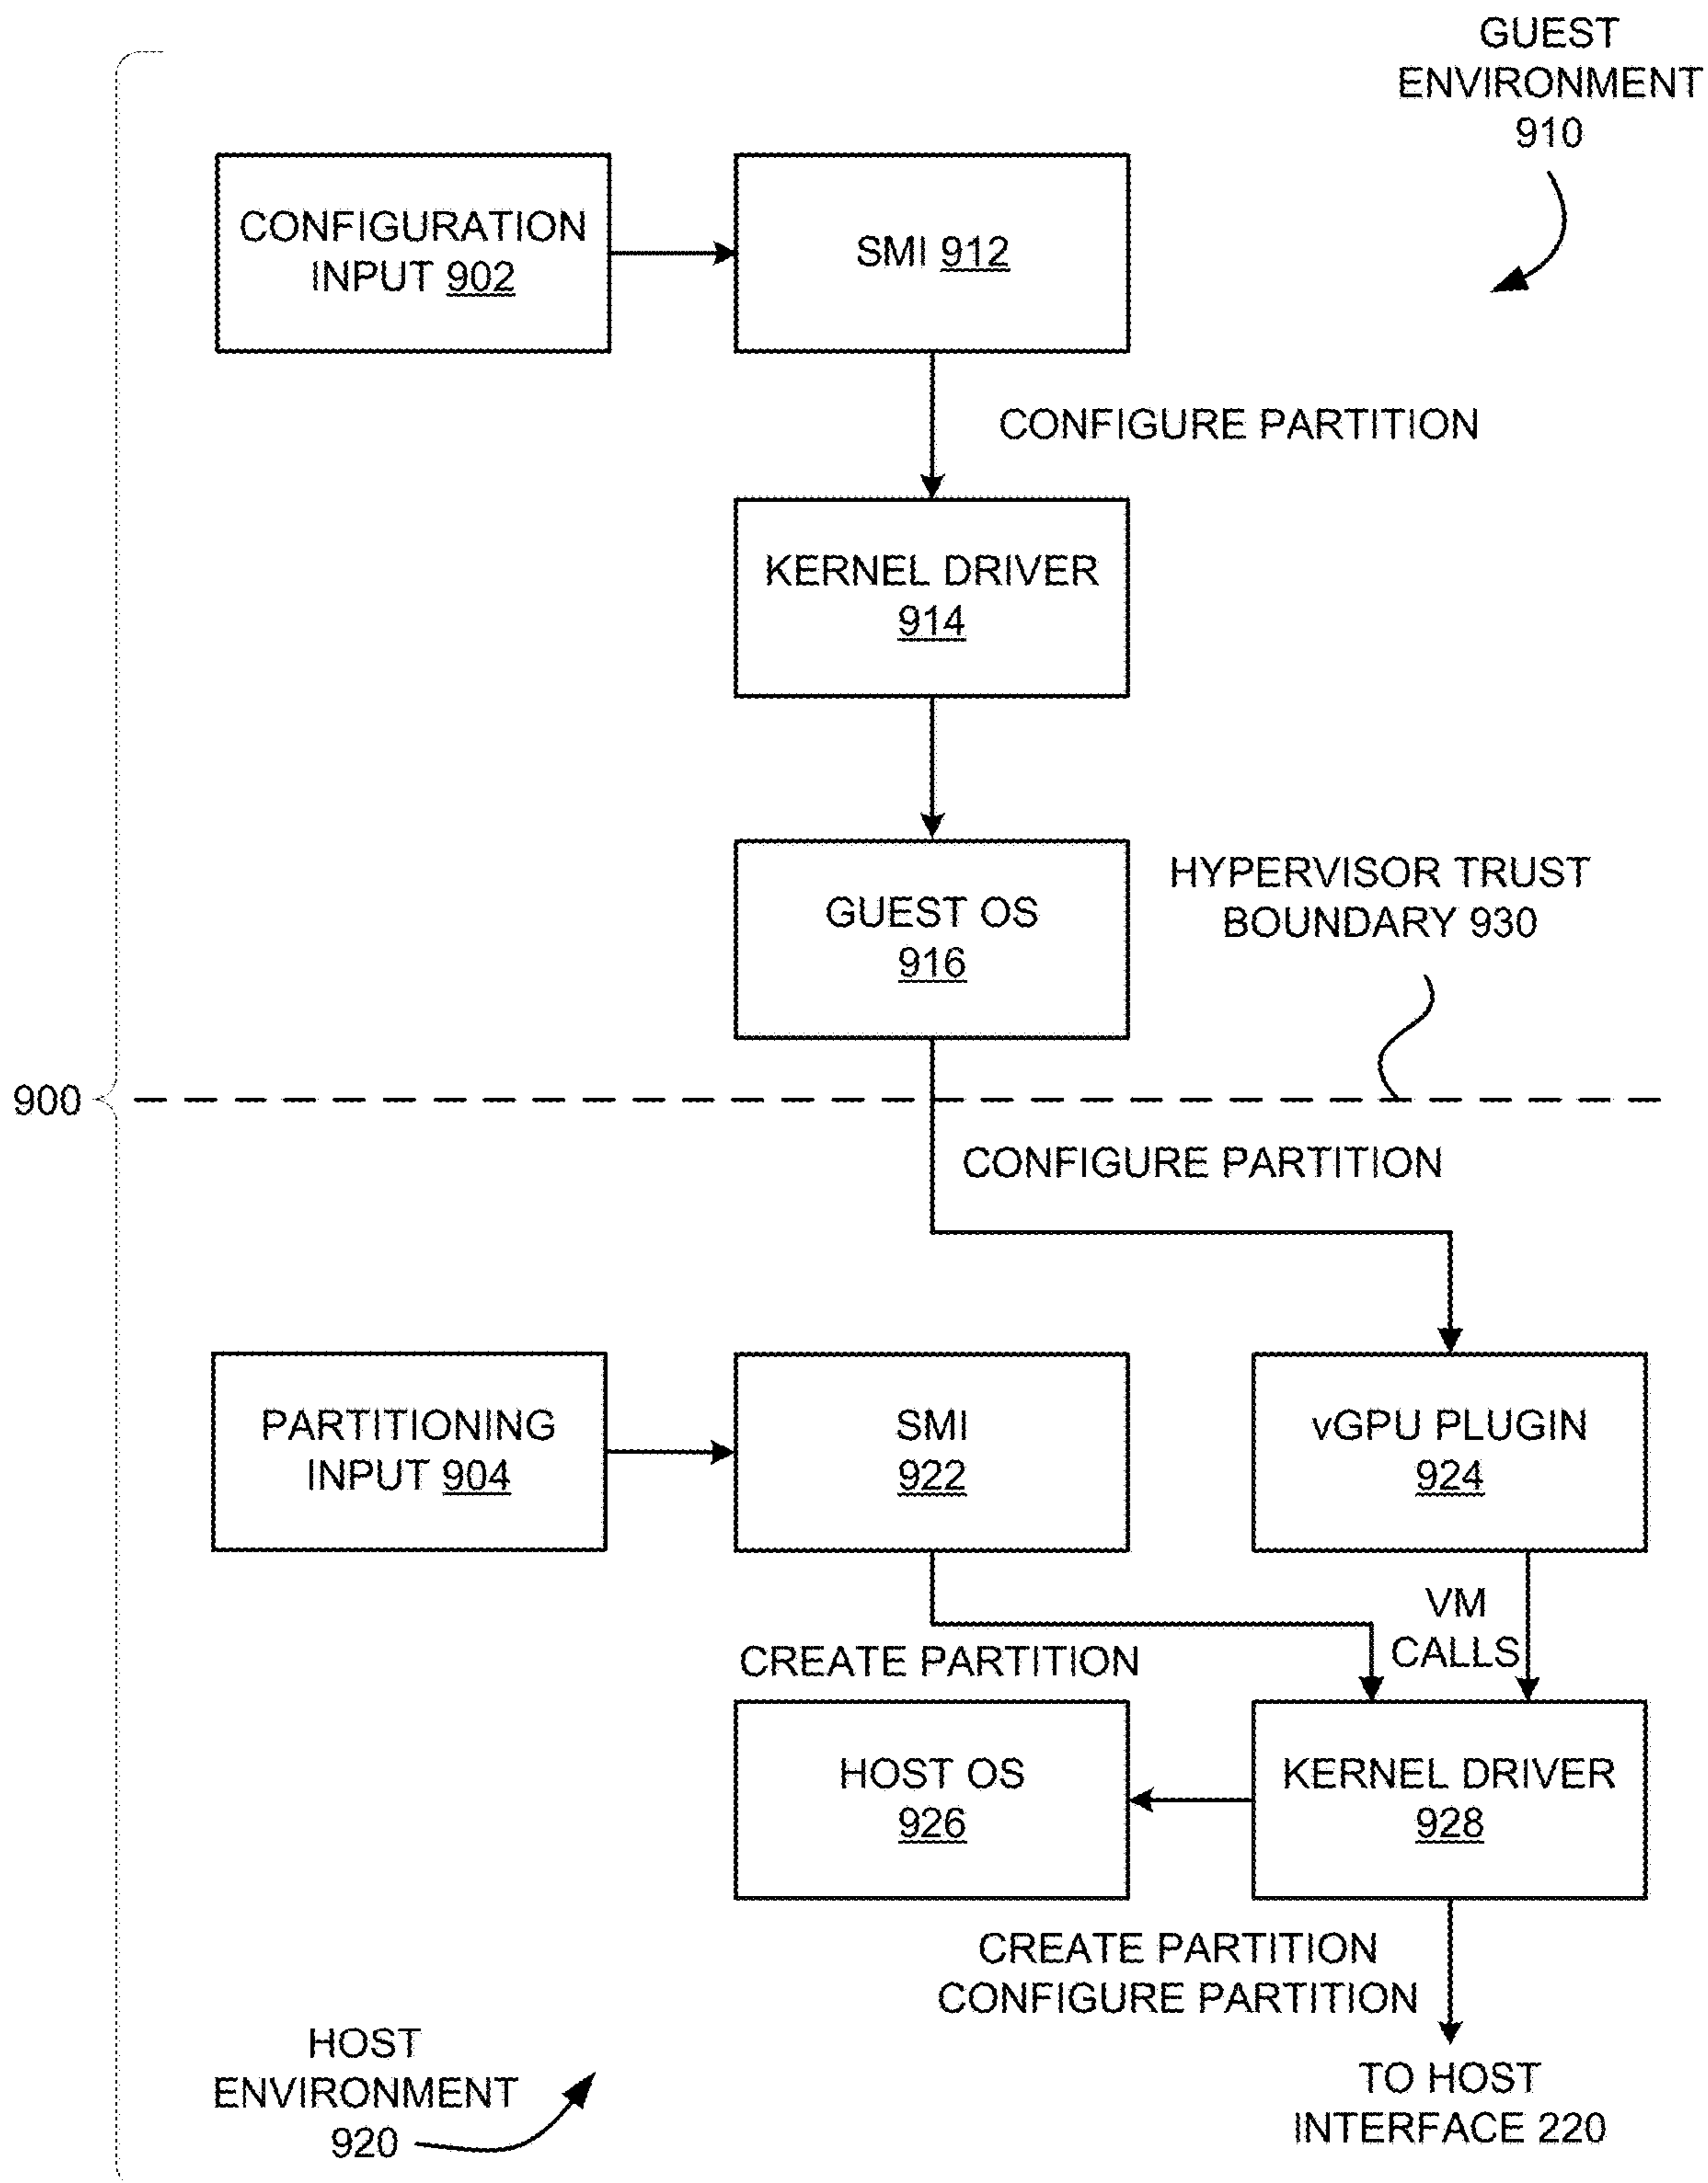 GUEST
ENVIRONMENT
910
CONFIGURATION
INPUT 902
SMI 912
CONFIGURE PARTITION
KERNEL DRIVER
914
GUEST OS
916
HYPERVISOR TRUST
BOUNDARY 930
900
CONFIGURE PARTITION
PARTITIONING
INPUT 904
SMI
922
vGPU PLUGIN
924
VM
CALLS
CREATE PARTITION
HOST OS
926
KERNEL DRIVER
928
CREATE PARTITION
CONFIGURE PARTITION
HOST
ENVIRONMENT
920
TO HOST
INTERFACE 220